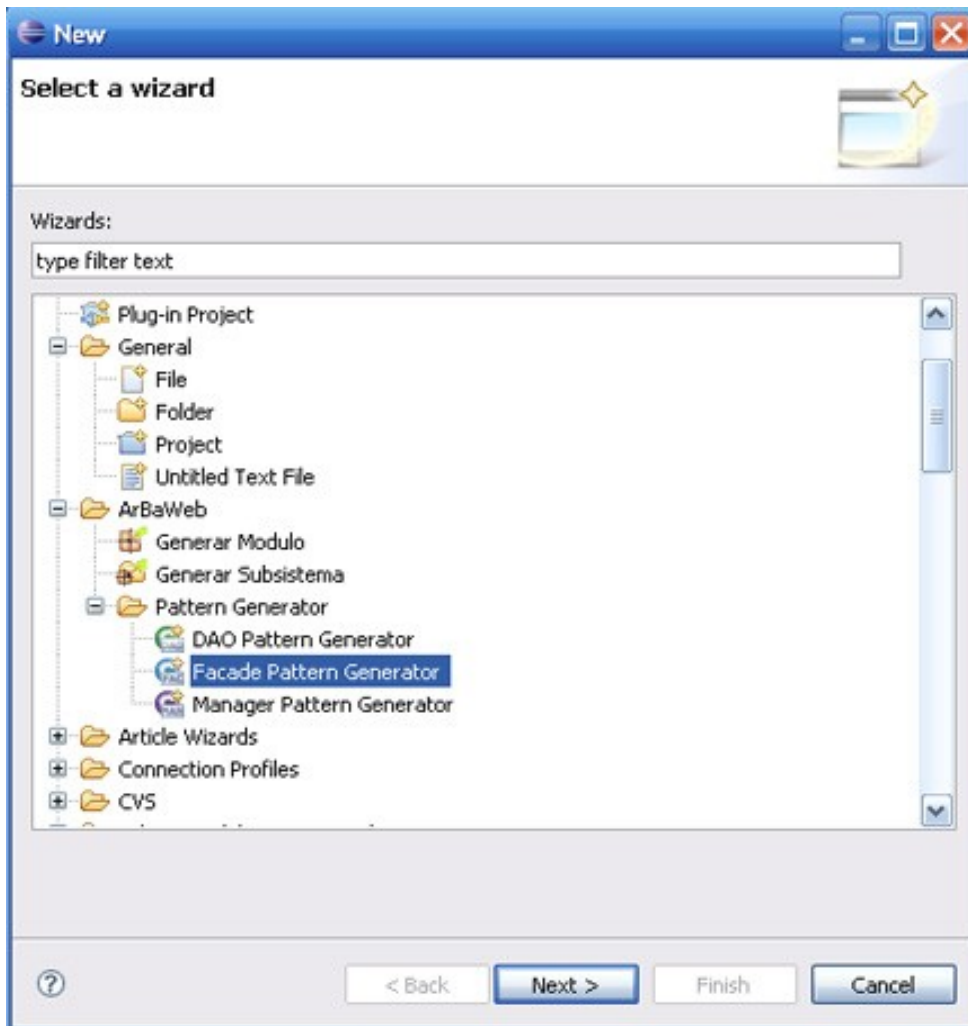 New
Select a wizard
Wizards:
type filter text
Plug-in Project
General
File
Folder
Project
Untitled Text File
ArBaWeb
Generar Modulo
Generar Subsistema
Pattern Generator
DAO Pattern Generator
Facade Pattern Generator
Manager Pattern Generator
Article Wizards
Connection Profiles
CVS
? < Back Next > Finish Cancel